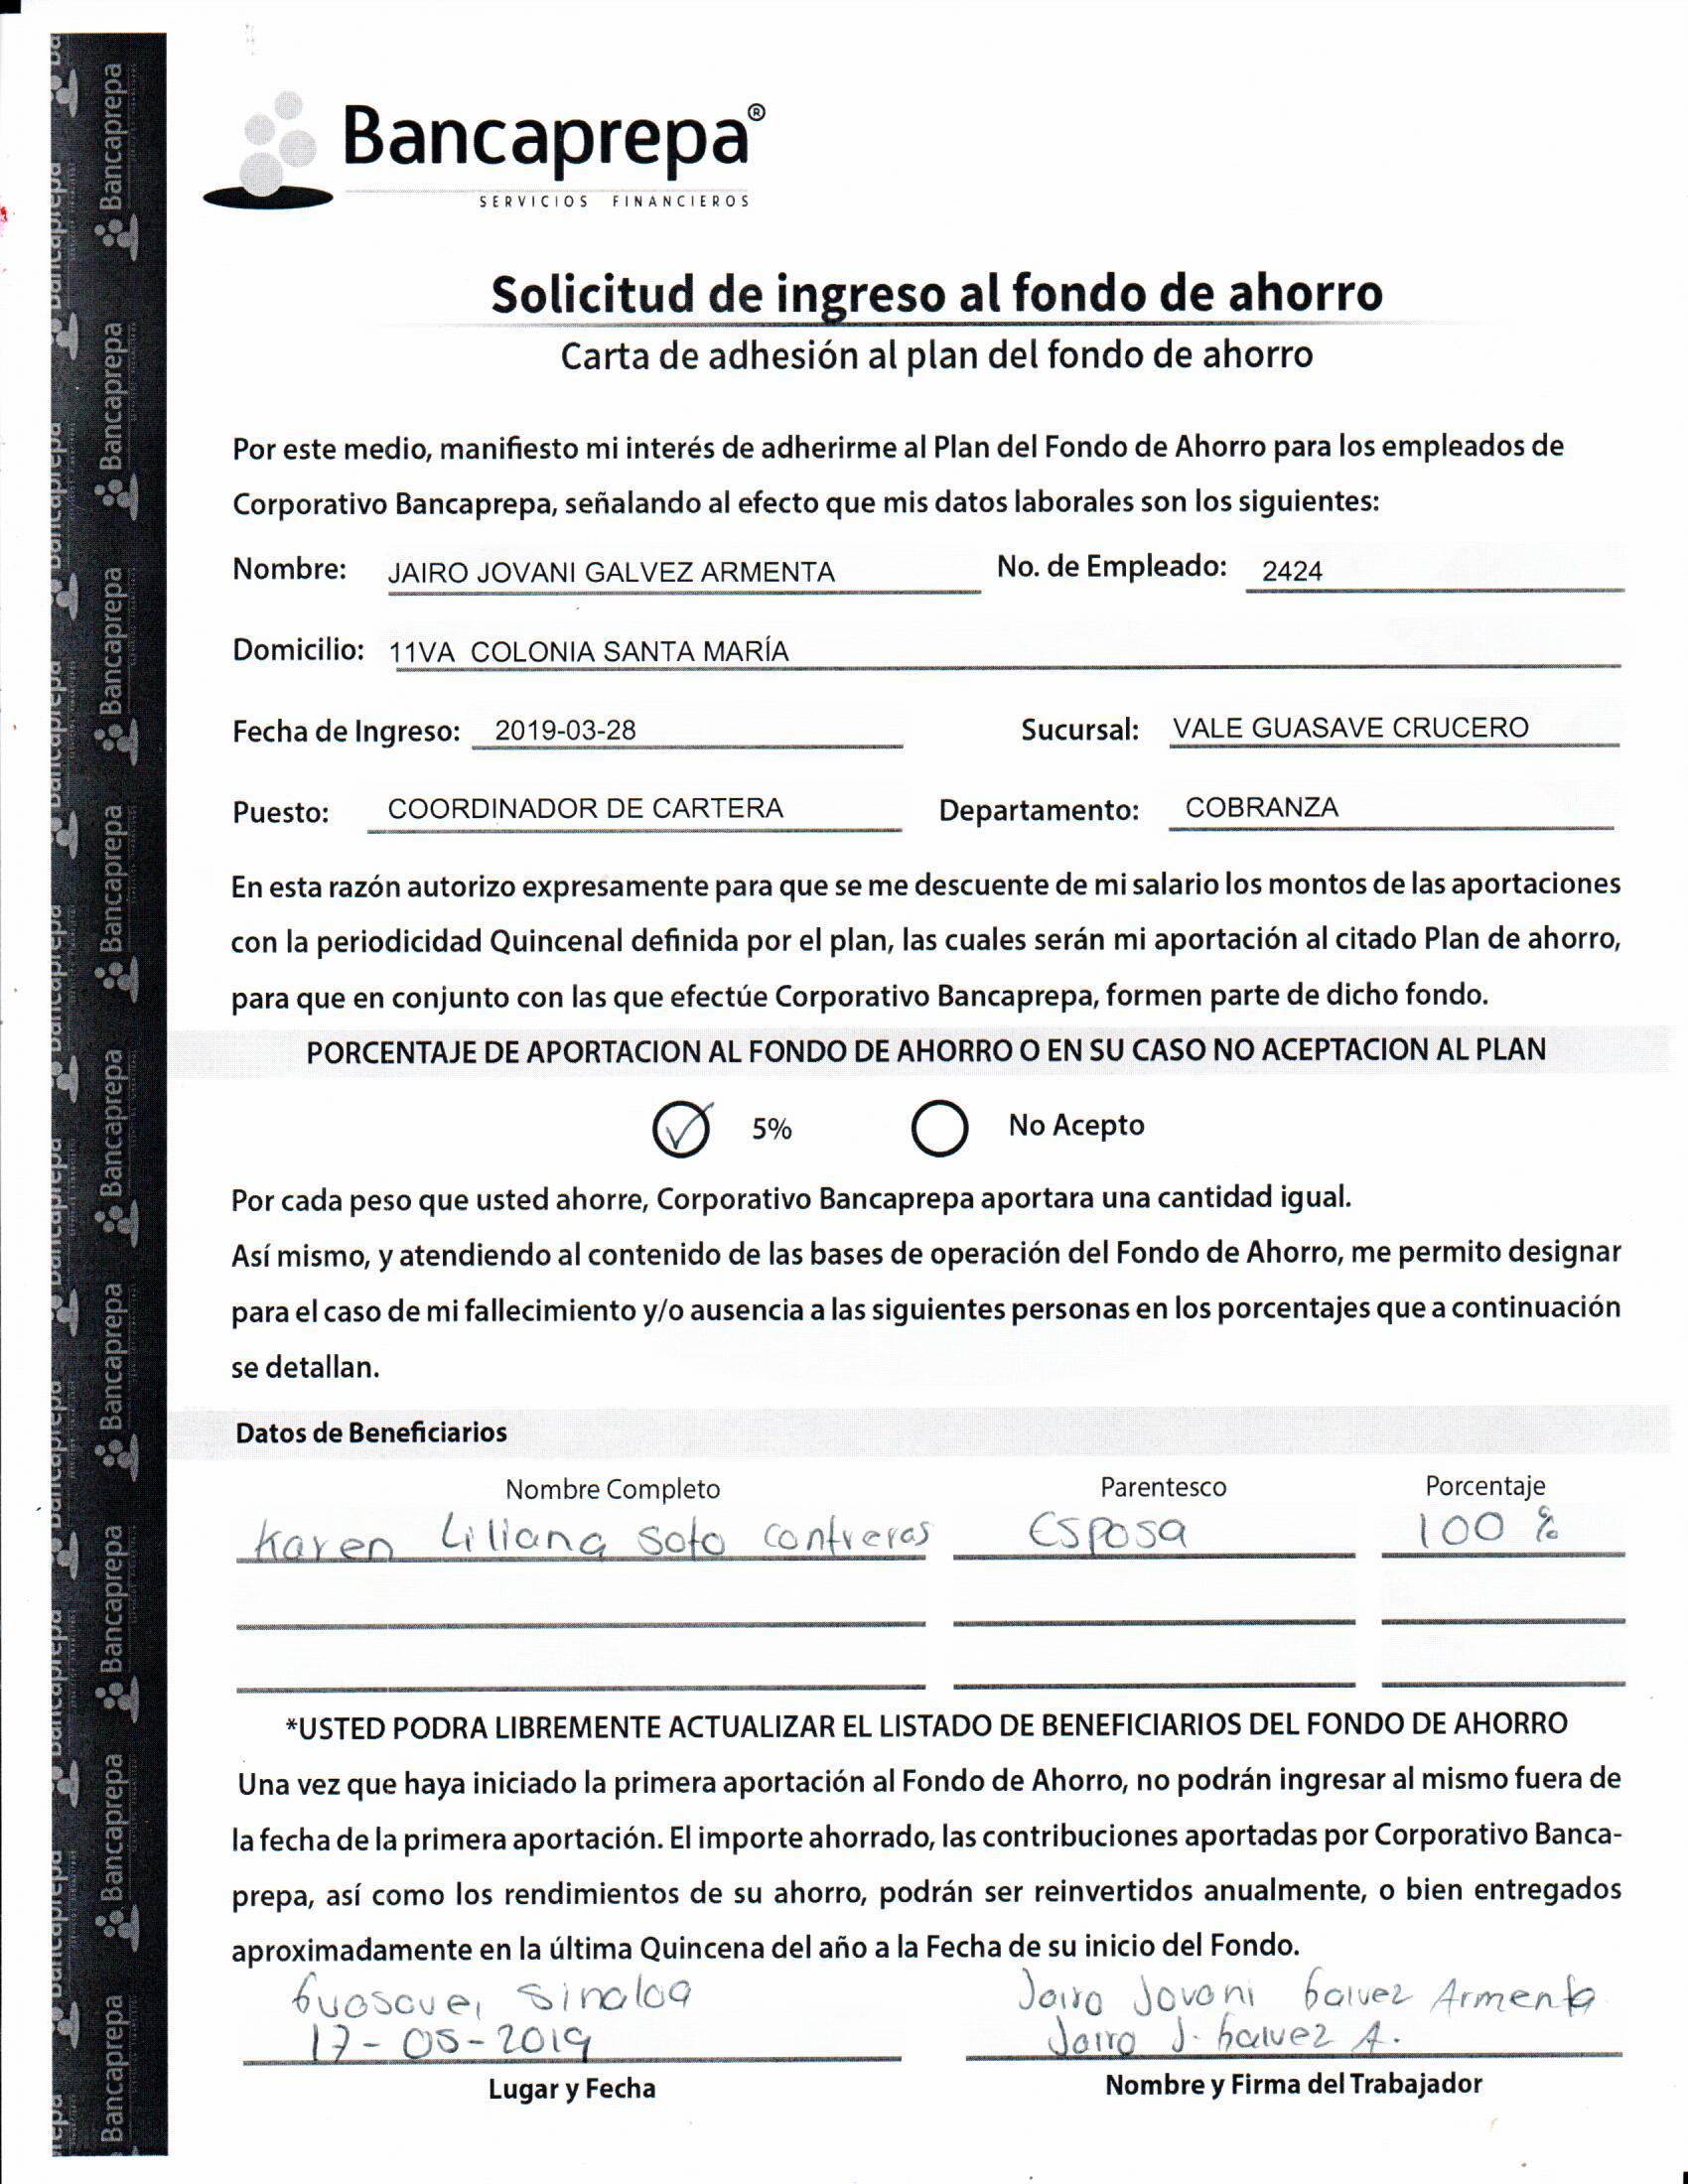 Bancaprepa®
SERVICIOS FINANCIEROS
Solicitud de ingreso al fondo de ahorro
Carta de adhesión al plan del fondo de ahorro
Por este medio, manifiesto mi interés de adherirme al Plan del Fondo de Ahorro para los empleados de
Corporativo Bancaprepa, señalando al efecto que mis datos laborales son los siguientes:
Nombre: JAIRO JOVANI GALVEZ ARMENTA No. de Empleado: 2424
Domicilio: 11VA COLONIA SANTA MARÍA
Fecha de Ingreso: 2019-03-28 Sucursal: VALE GUASAVE CRUCERO
Puesto: COORDINADOR DE CARTERA Departamento: COBRANZA
En esta razón autorizo expresamente para que se me descuente de mi salario los montos de las aportaciones
con la periodicidad Quincenal definida por el plan, las cuales serán mi aportación al citado Plan de ahorro,
para que en conjunto con las que efectúe Corporativo Bancaprepa, formen parte de dicho fondo.
PORCENTAJE DE APORTACION AL FONDO DE AHORRO O EN SU CASO NO ACEPTACION AL PLAN
5% No Acepto
Por cada peso que usted ahorre, Corporativo Bancaprepa aportara una cantidad igual.
Así mismo, y atendiendo al contenido de las bases de operación del Fondo de Ahorro, me permito designar
para el caso de mi fallecimiento y/o ausencia a las siguientes personas en los porcentajes que a continuación
se detallan.
Datos de Beneficiarios
Nombre Completo Parentesco Porcentaje
Karen Liliana Soto Contreras Esposa 100 %
*USTED PODRA LIBREMENTE ACTUALIZAR EL LISTADO DE BENEFICIARIOS DEL FONDO DE AHORRO
Una vez que haya iniciado la primera aportación al Fondo de Ahorro, no podrán ingresar al mismo fuera de
la fecha de la primera aportación. El importe ahorrado, las contribuciones aportadas por Corporativo Banca-
prepa, así como los rendimientos de su ahorro, podrán ser reinvertidos anualmente, o bien entregados
aproximadamente en la última Quincena del año a la Fecha de su inicio del Fondo.
Guasave, Sinaloa Jairo Jovani Galvez Armenta
17-05-2019 Jairo J. Galvez A.
Lugar y Fecha Nombre y Firma del Trabajador